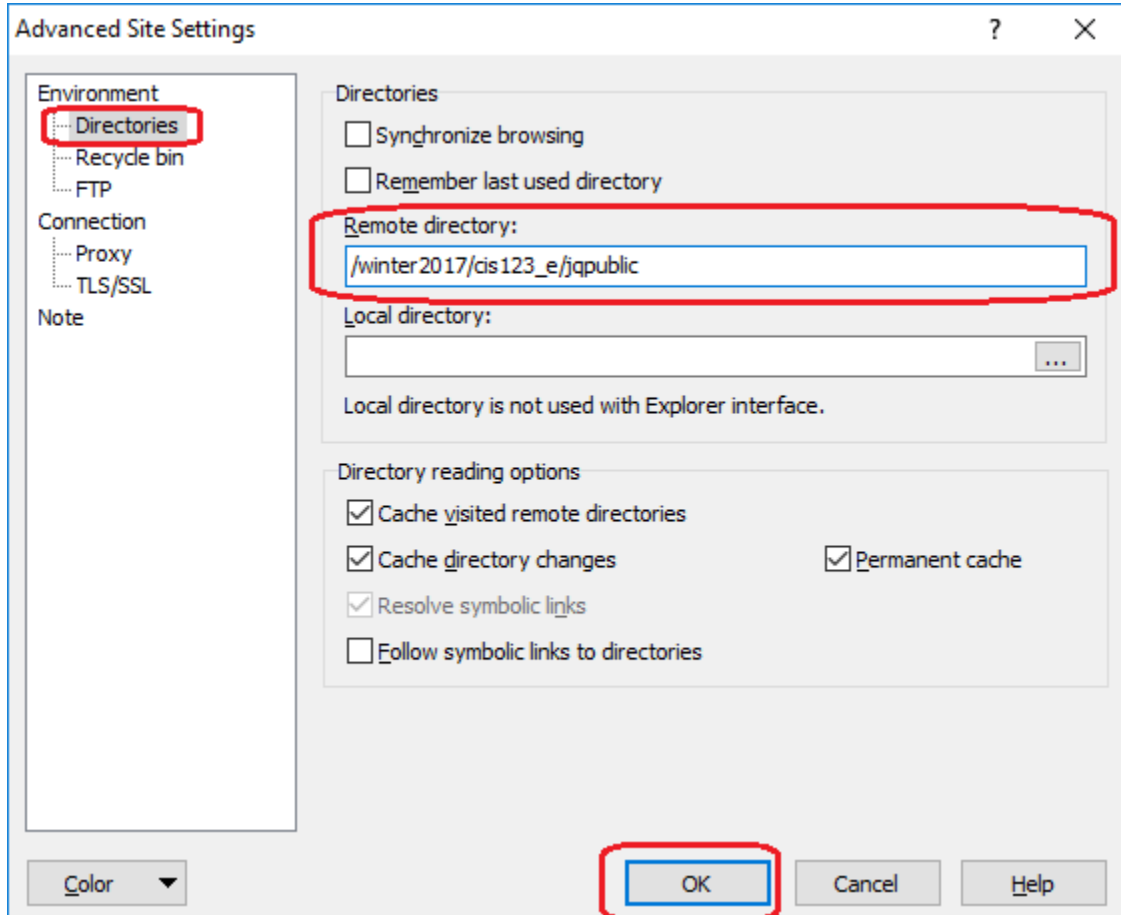 Advanced Site Settings ?
Environment
Directories
Recycle bin
FTP
Connection
Proxy
TLS/SSL
Note
Directories
Synchronize browsing
Remember last used directory
Remote directory:
/winter2017/cis123_e/jqpublic
Local directory:
...
Local directory is not used with Explorer interface.
Directory reading options
Cache visited remote directories
Cache directory changes Permanent cache
Resolve symbolic links
Follow symbolic links to directories
Color OK Cancel Help